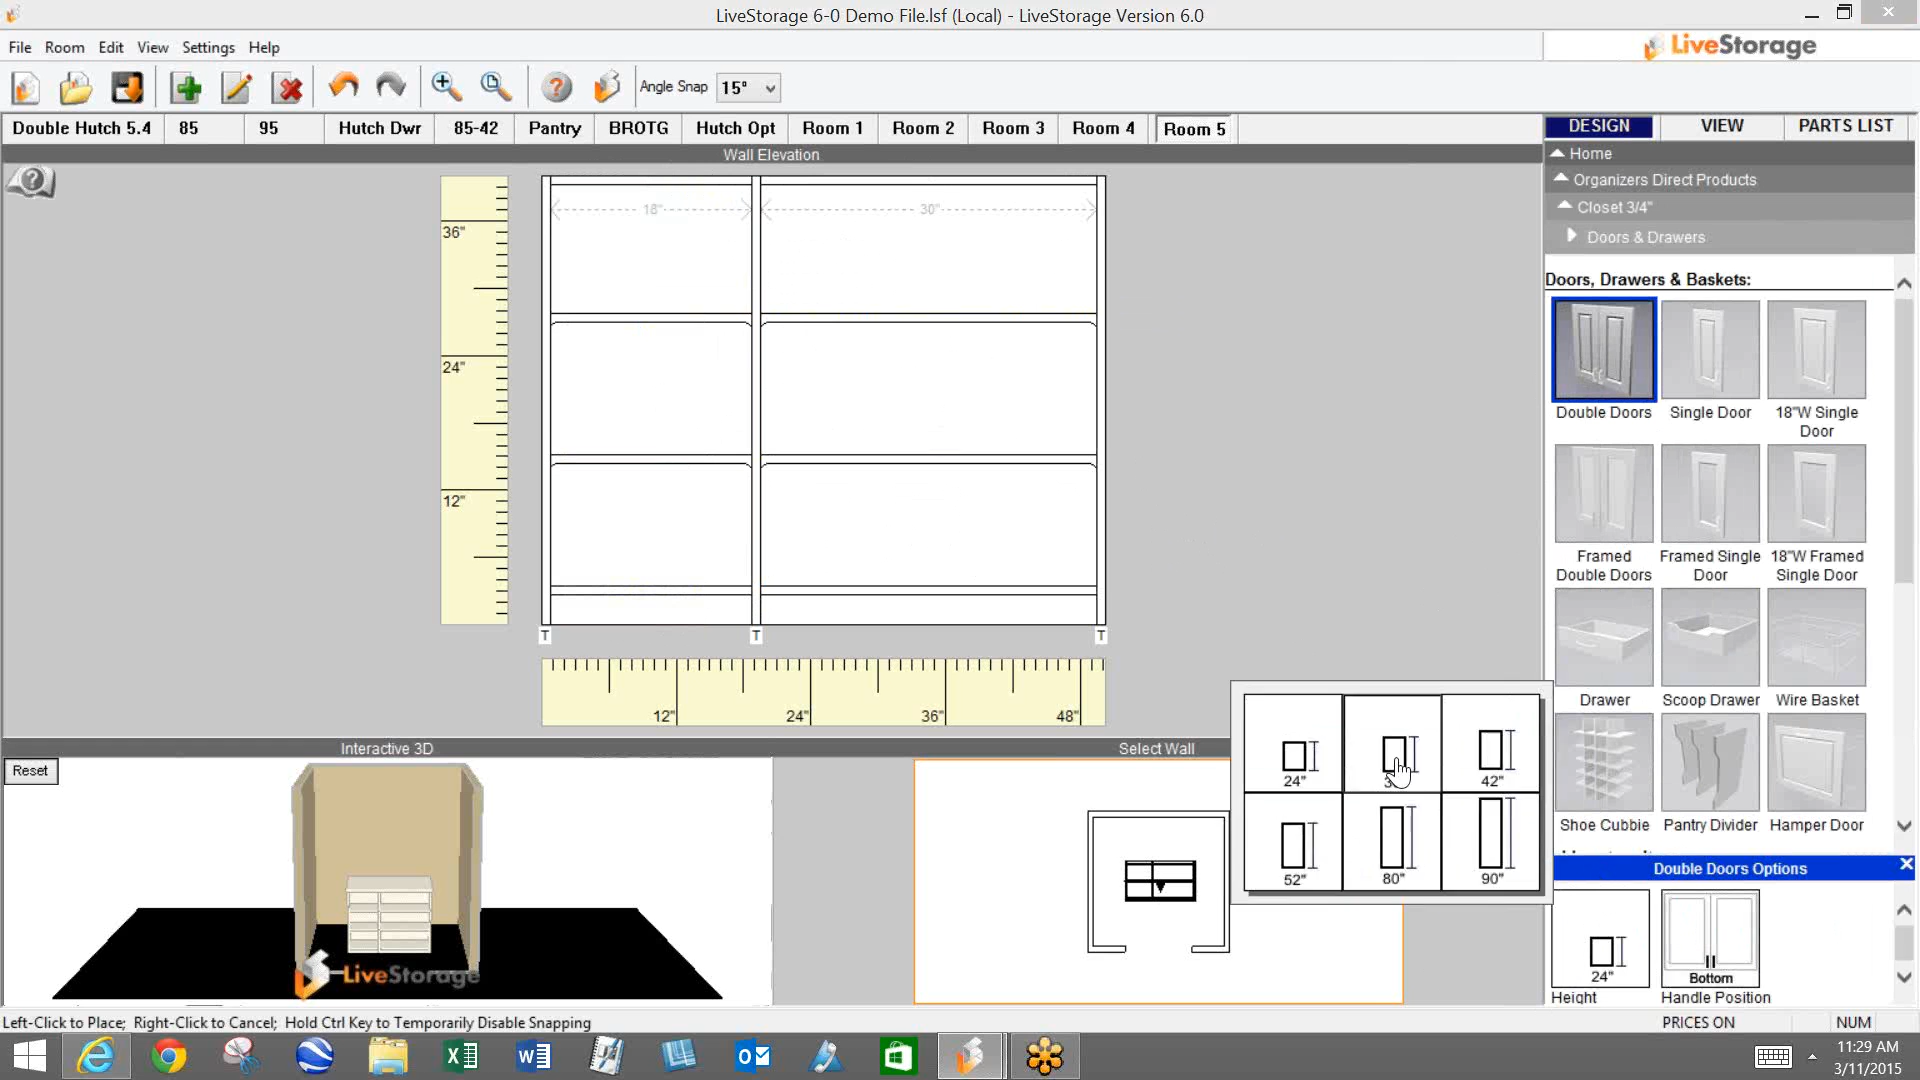 LiveStorage 6-0 Demo File.lsf (Local) - LiveStorage Version 6.0
File Room Edit View Settings Help
LiveStorage
Angle Snap 15°
Double Hutch 5.4 85 95 Hutch Dwr 85-42 Pantry BROTG Hutch Opt Room 1 Room 2 Room 3 Room 4 Room 5
DESIGN VIEW PARTS LIST
Wall Elevation
Home
Organizers Direct Products
Closet 3/4"
Doors & Drawers
18" 30"
36"
24"
12"
T T T
12" 24" 36" 48"
Doors, Drawers & Baskets:
Double Doors Single Door 18"W Single Door
Framed Double Doors Framed Single Door 18"W Framed Single Door
Drawer Scoop Drawer Wire Basket
Shoe Cubbie Pantry Divider Hamper Door
24" 42"
52" 80" 90"
Double Doors Options
24" Bottom
Height Handle Position
Interactive 3D Select Wall
Reset
LiveStorage
Left-Click to Place; Right-Click to Cancel; Hold Ctrl Key to Temporarily Disable Snapping
PRICES ON NUM
11:29 AM
3/11/2015